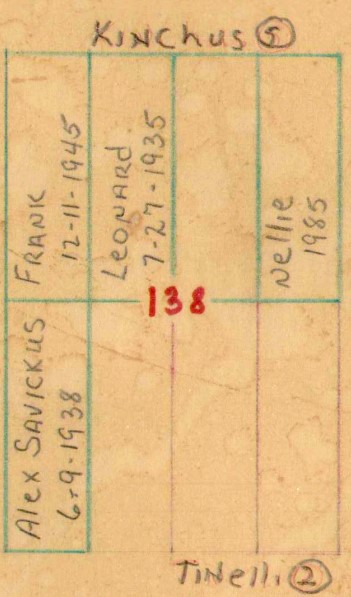 KINCHUS 5
FRANK
12-11-1945
LEONARD
7-27-1935
Nellie
1985
138
Alex SAVICKUS
6-9-1938
TINELLI 2